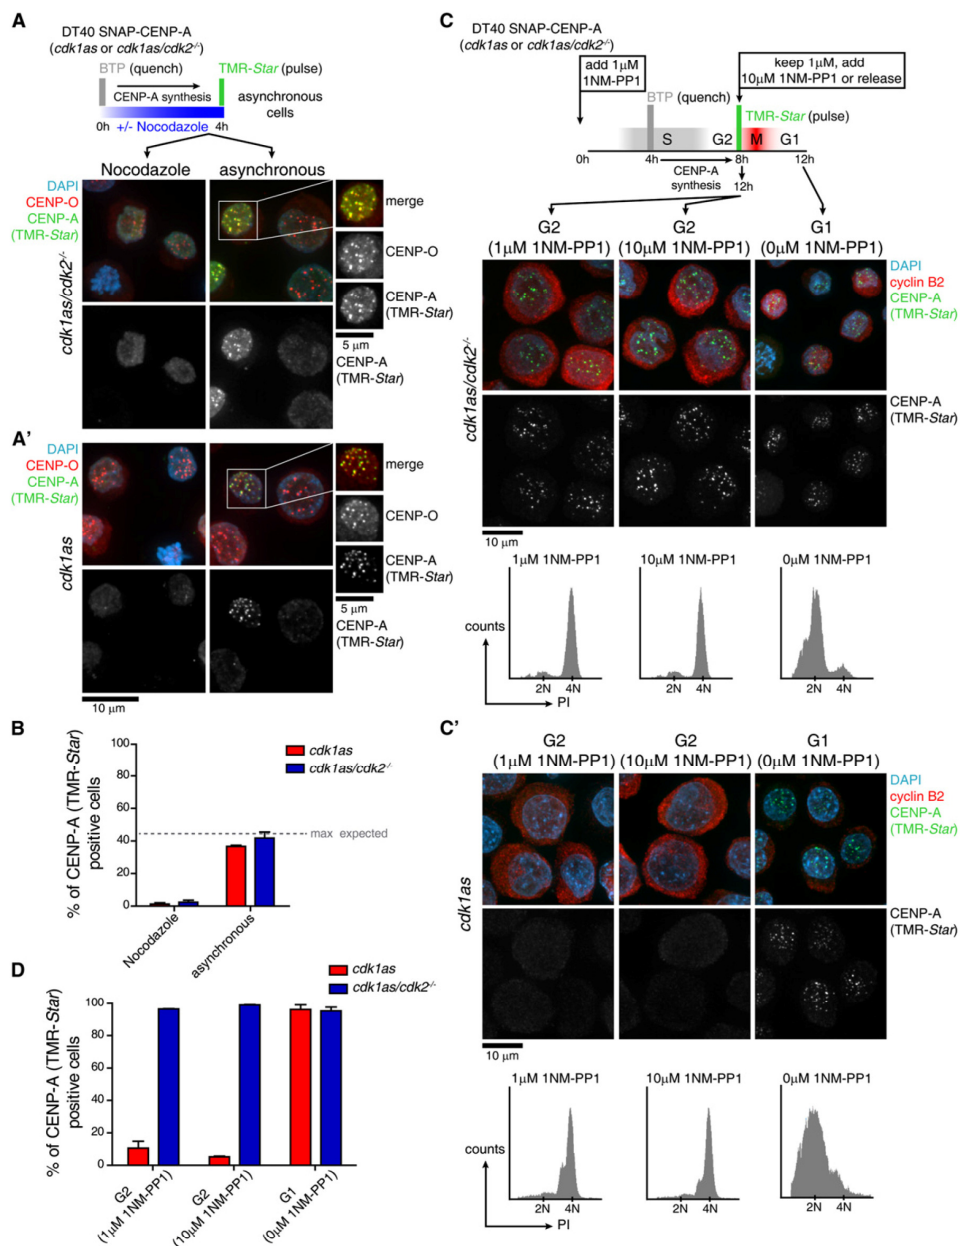 A
DT40 SNAP-CENP-A
(cdk1as or cdk1as/cdk2-/-)
BTP (quench)
TMR-Star (pulse)
CENP-A synthesis
asynchronous
cells
0h
+/- Nocodazole
4h
Nocodazole
asynchronous
DAPI
CENP-O
CENP-A
(TMR-Star)
cdk1as/cdk2-/-
merge
CENP-O
CENP-A
(TMR-Star)
5 μm
CENP-A
(TMR-Star)
A'
DAPI
CENP-O
CENP-A
(TMR-Star)
cdk1as
merge
CENP-O
CENP-A
(TMR-Star)
5 μm
CENP-A
(TMR-Star)
10 μm
B
% of CENP-A (TMR-Star)
positive cells
100
80
60
40
20
0
cdk1as
cdk1as/cdk2-/-
max expected
Nocodazole
asynchronous
D
% of CENP-A (TMR-Star)
positive cells
100
80
60
40
20
0
cdk1as
cdk1as/cdk2-/-
G2
(1μM 1NM-PP1)
G2
(10μM 1NM-PP1)
G1
(0μM 1NM-PP1)
C
DT40 SNAP-CENP-A
(cdk1as or cdk1as/cdk2-/-)
add 1μM
1NM-PP1
keep 1μM, add
10μM 1NM-PP1 or release
BTP (quench)
TMR-Star (pulse)
S
G2
M
G1
0h
4h
8h
12h
CENP-A
synthesis
12h
G2
(1μM 1NM-PP1)
G2
(10μM 1NM-PP1)
G1
(0μM 1NM-PP1)
DAPI
cyclin B2
CENP-A
(TMR-Star)
cdk1as/cdk2-/-
CENP-A
(TMR-Star)
10 μm
1μM 1NM-PP1
10μM 1NM-PP1
0μM 1NM-PP1
counts
2N 4N
2N 4N
2N 4N
PI
C'
G2
(1μM 1NM-PP1)
G2
(10μM 1NM-PP1)
G1
(0μM 1NM-PP1)
DAPI
cyclin B2
CENP-A
(TMR-Star)
cdk1as
CENP-A
(TMR-Star)
10 μm
1μM 1NM-PP1
10μM 1NM-PP1
0μM 1NM-PP1
counts
2N 4N
2N 4N
2N 4N
PI